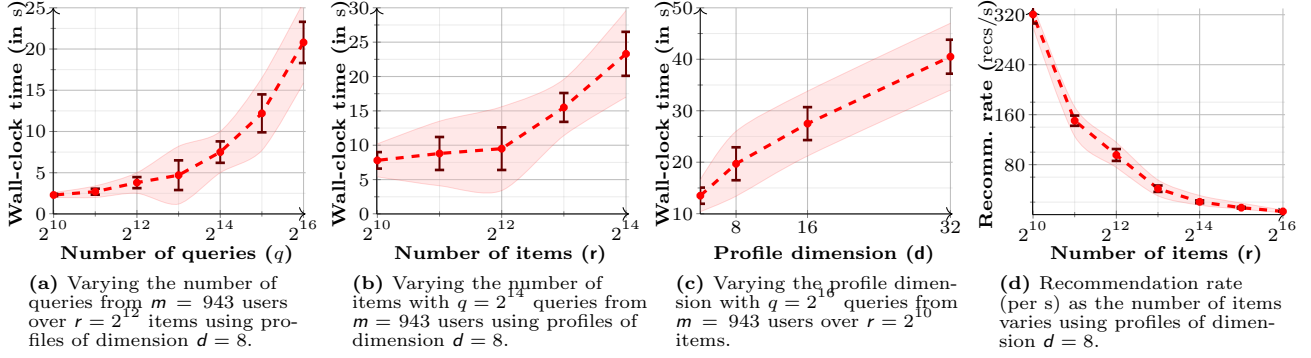 Wall-clock time (in s)
25
20
15
10
5
0
2^10
2^12
2^14
2^16
Number of queries (q)
(a) Varying the number of
queries from m = 943 users
over r = 2^12 items using pro-
files of dimension d = 8.
Wall-clock time (in s)
30
25
20
15
10
5
0
2^10
2^12
2^14
Number of items (r)
(b) Varying the number of
items with q = 2^14 queries from
m = 943 users using profiles of
dimension d = 8.
Wall-clock time (in s)
50
40
30
20
10
8
16
32
Profile dimension (d)
(c) Varying the profile dimen-
sion with q = 2^16 queries from
m = 943 users over r = 2^10
items.
Recomm. rate (recs/s)
320
240
160
80
2^10
2^12
2^14
2^16
Number of items (r)
(d) Recommendation rate
(per s) as the number of items
varies using profiles of dimen-
sion d = 8.